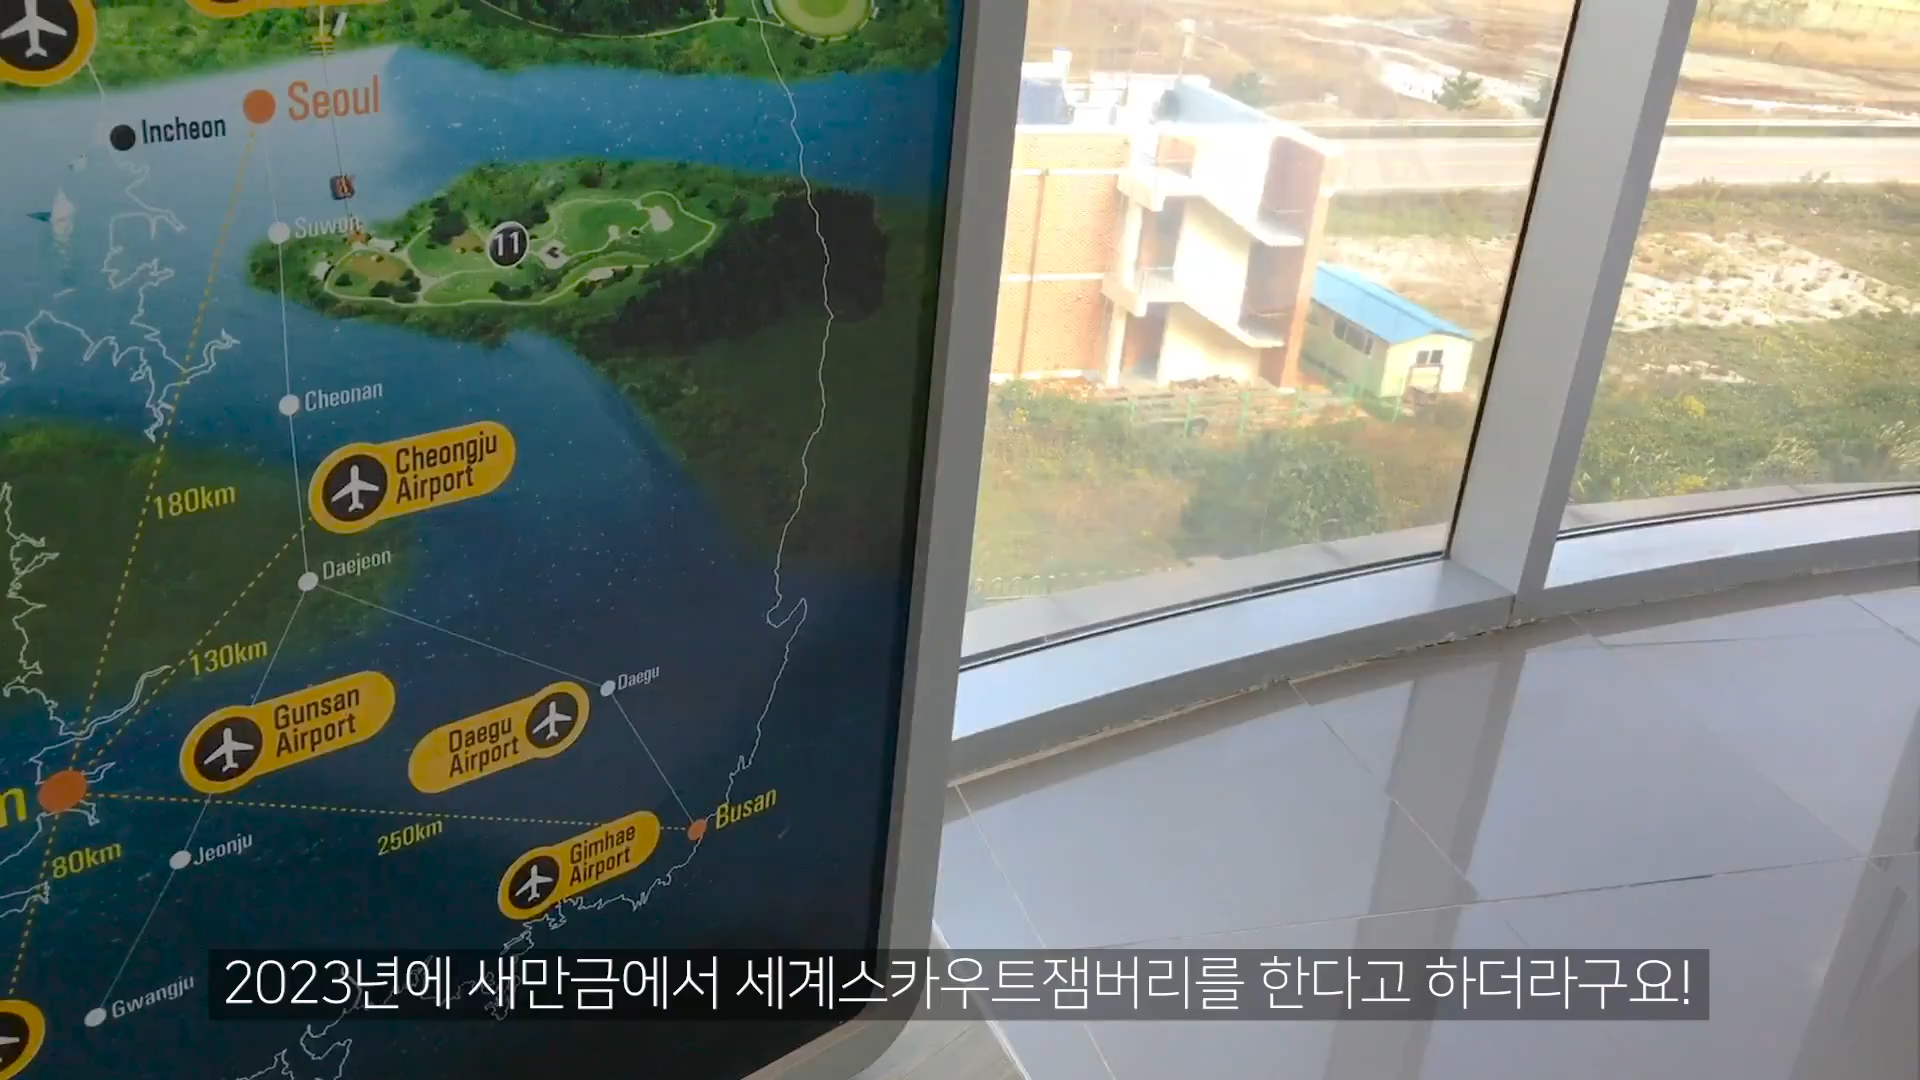 Seoul
Incheon
Suwon
11
Cheonan
Cheongju
Airport
180km
Daejeon
130km
Daegu
Gunsan
Airport
Daegu
Airport
n
Busan
250km
Gimhae
Airport
80km
Jeonju
Gwangju
2023년에 새만금에서 세계스카우트잼버리를 한다고 하더라구요!